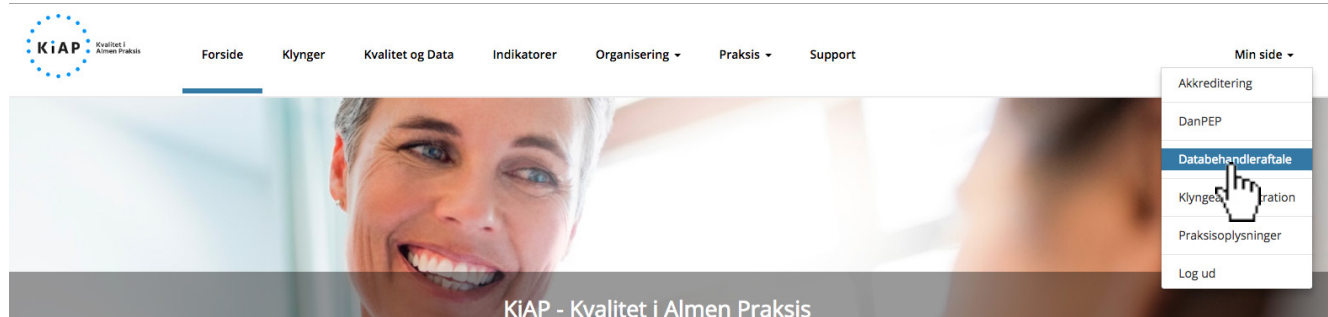 KiAP Kvalitet i
Almen Praksis
Forside Klynger Kvalitet og Data Indikatorer Organisering Praksis Support Min side
Akkreditering
DanPEP
Databehandleraftale
Praksisoplysninger
Log ud
KiAP - Kvalitet i Almen Praksis